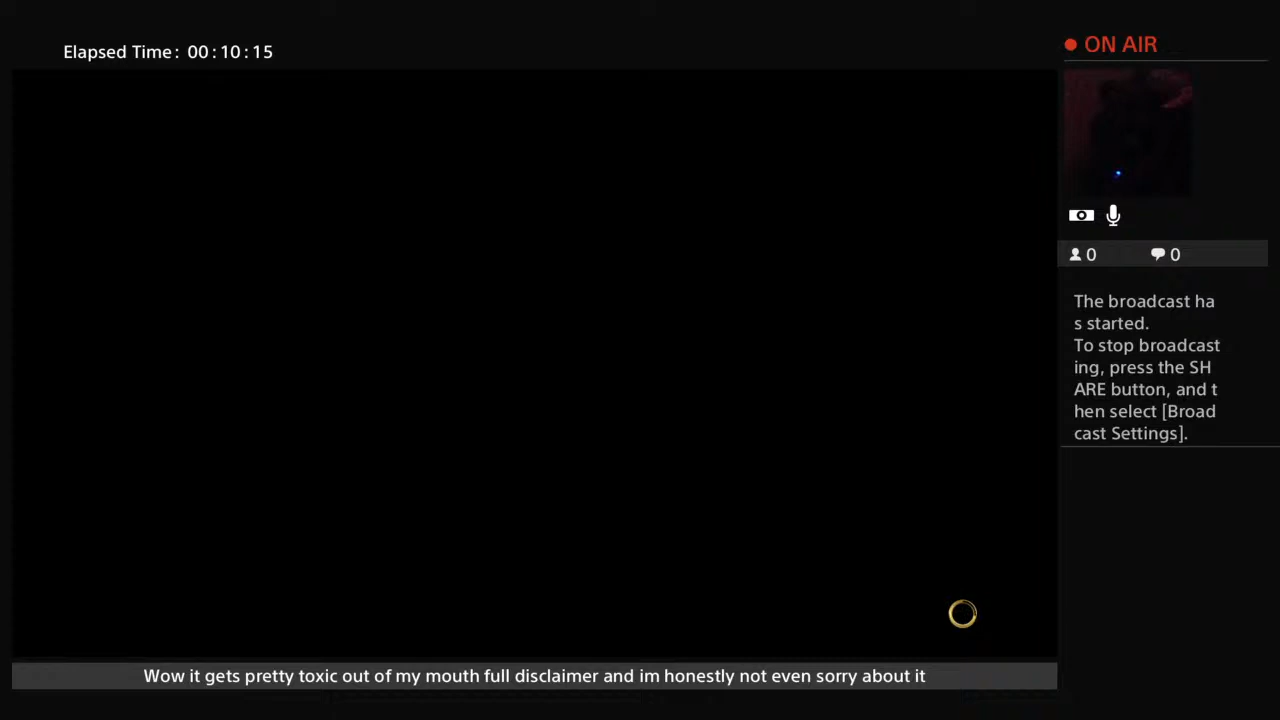 Elapsed Time: 00:10:15
ON AIR
0 0
The broadcast ha
s started.
To stop broadcast
ing, press the SH
ARE button, and t
hen select [Broad
cast Settings].
Wow it gets pretty toxic out of my mouth full disclaimer and im honestly not even sorry about it